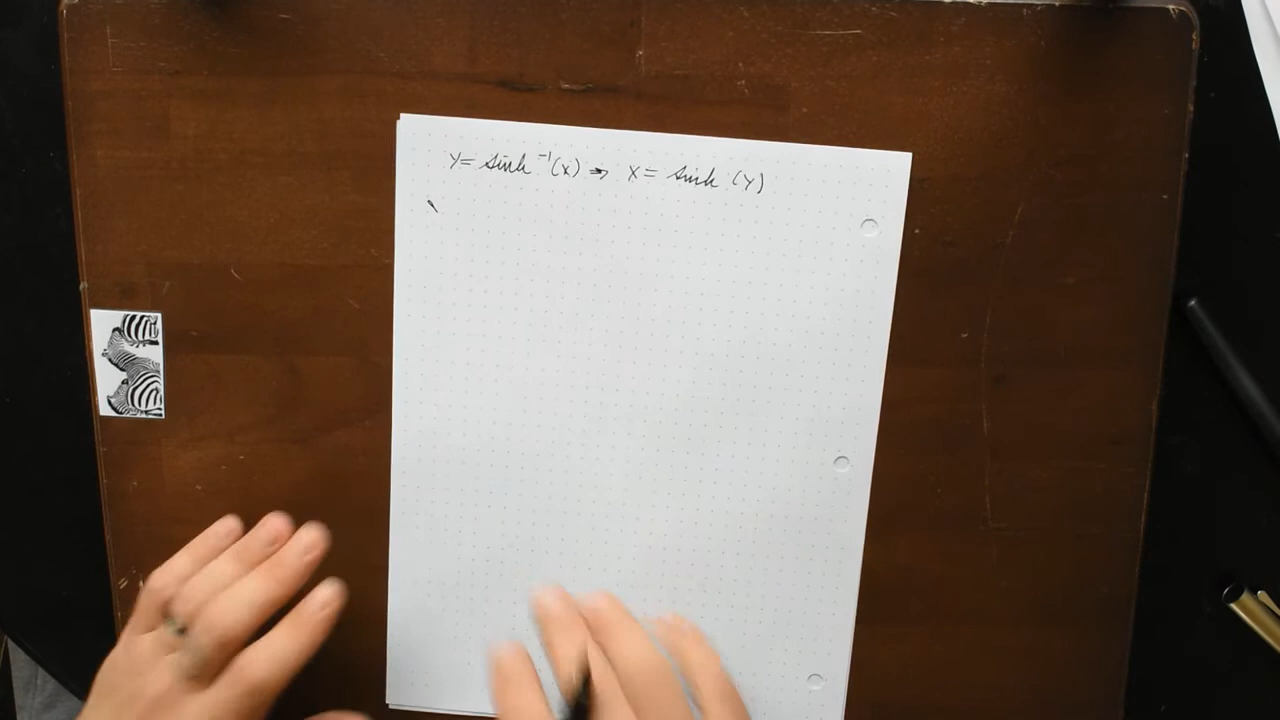 y = sinh⁻¹(x) ⇒ x = sinh (y)